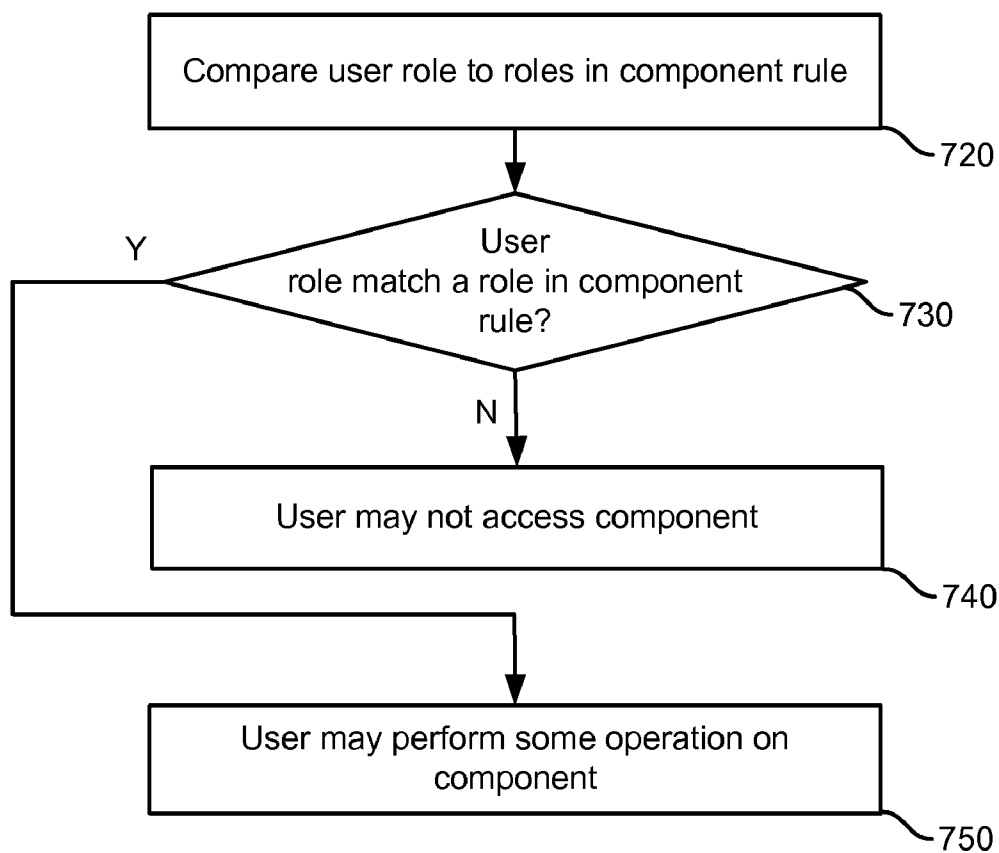 Compare user role to roles in component rule
720
User
Y
role match a role in component
730
rule?
N
User may not access component
740
User may perform some operation on
component
750